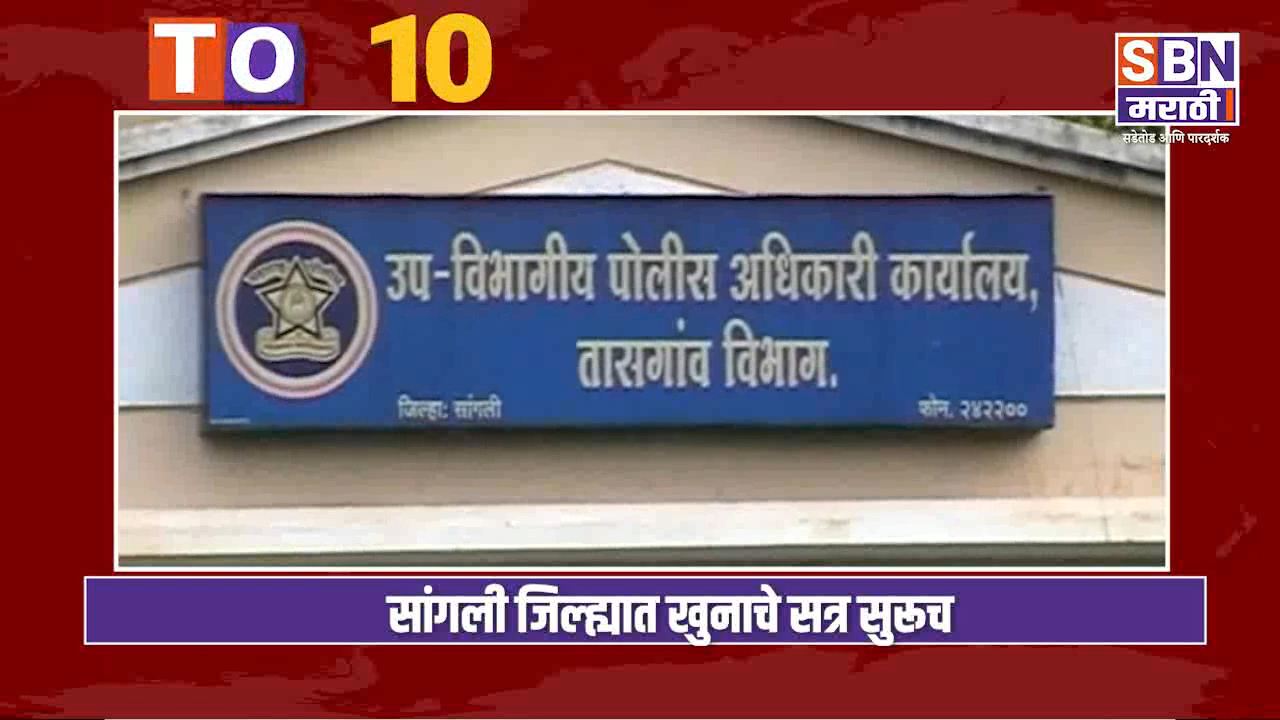 TO 10
SBN
मराठी
सडेतोड आणि पारदर्शक
उप-विभागीय पोलीस अधिकारी कार्यालय,
तासगांव विभाग.
जिल्हा: सांगली
फोन. २४२२००
सांगली जिल्ह्यात खुनाचे सत्र सुरूच